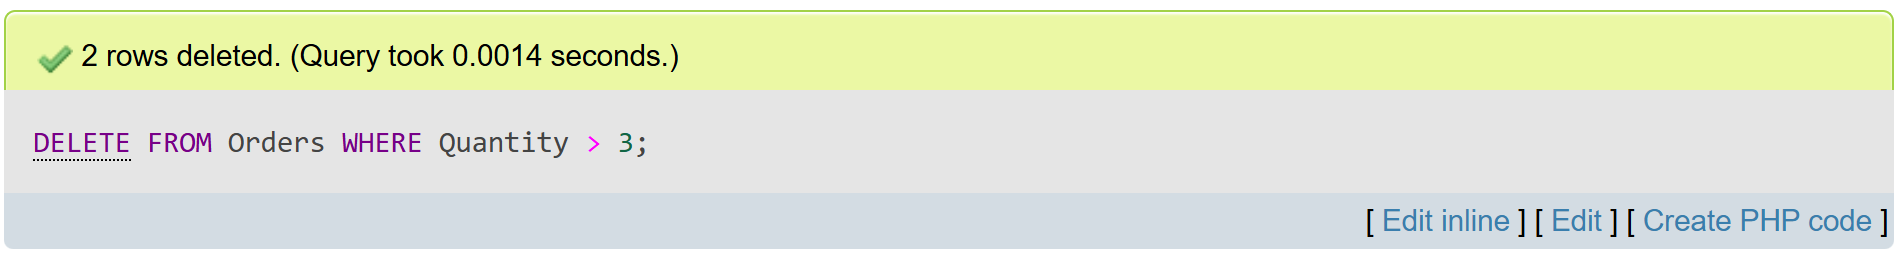 2 rows deleted. (Query took 0.0014 seconds.)
DELETE FROM Orders WHERE Quantity > 3;
[ Edit inline ] [ Edit ] [ Create PHP code ]